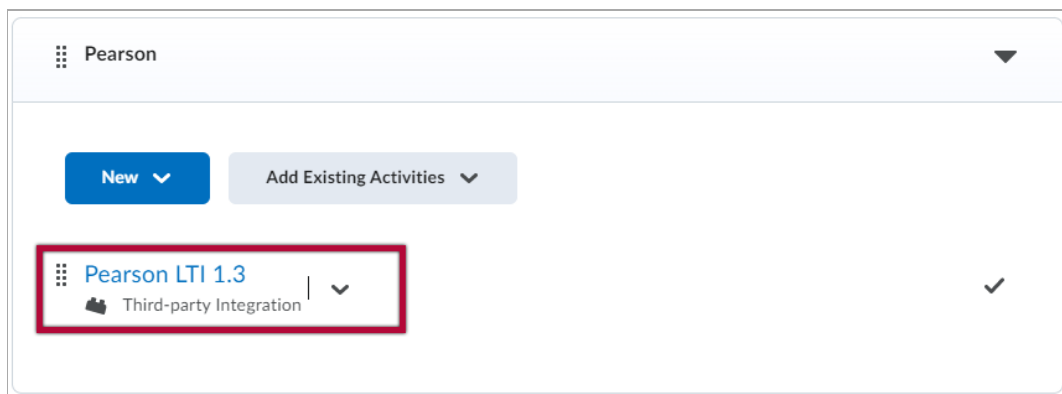 Pearson
New
Add Existing Activities
Pearson LTI 1.3
Third-party Integration